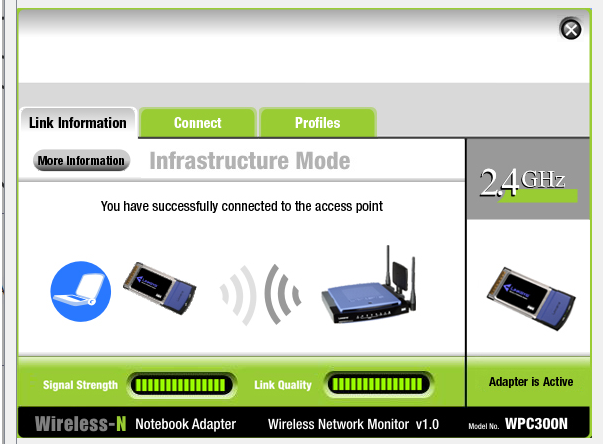 Link Information
Connect
Profiles
More Information
Infrastructure Mode
2.4GHz
You have successfully connected to the access point
Signal Strength
Link Quality
Adapter is Active
Wireless-N Notebook Adapter Wireless Network Monitor v1.0 Model No. WPC300N